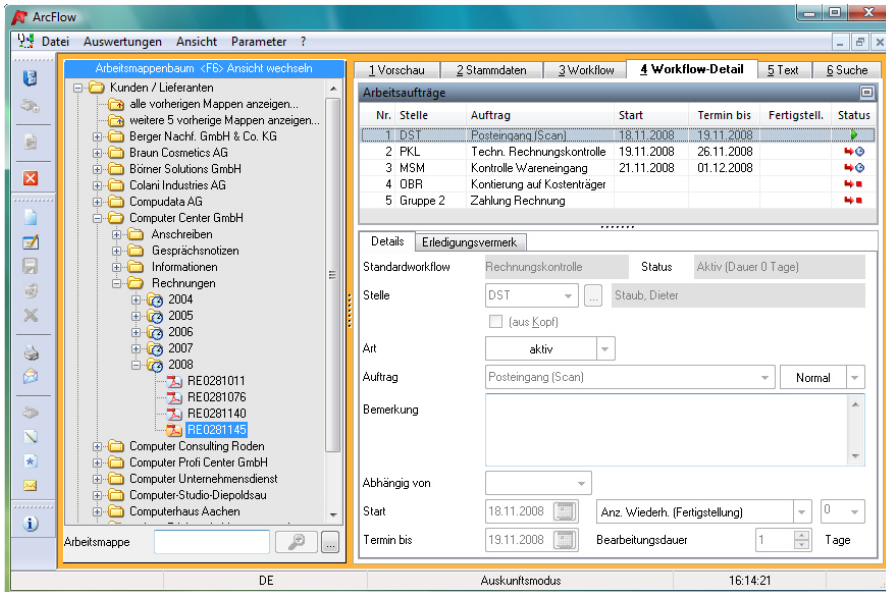 ArcFlow
Datei Auswertungen Ansicht Parameter ?
Arbeitsmappenbaum <F6> Ansicht wechseln
Kunden / Lieferanten
alle vorherigen Mappen anzeigen...
weitere 5 vorherige Mappen anzeigen...
Berger Nachf. GmbH & Co. KG
Braun Cosmetics AG
Börner Solutions GmbH
Colani Industries AG
Compudata AG
Computer Center GmbH
Anschreiben
Gesprächsnotizen
Informationen
Rechnungen
2004
2005
2006
2007
2008
RE0281011
RE0281076
RE0281140
RE0281145
Computer Consulting Roden
Computer Profi Center GmbH
Computer Unternehmensdienst
Computer-Studio-Diepoldsau
Computerhaus Aachen
Arbeitsmappe ...
1 Vorschau 2 Stammdaten 3 Workflow 4 Workflow-Detail 5 Text 6 Suche
Arbeitsaufträge
Nr. Stelle Auftrag Start Termin bis Fertigstell. Status
1 DST Posteingang (Scan) 18.11.2008 19.11.2008
2 PKL Techn. Rechnungskontrolle 19.11.2008 26.11.2008
3 MSM Kontrolle Wareneingang 21.11.2008 01.12.2008
4 OBR Kontierung auf Kostenträger
5 Gruppe 2 Zahlung Rechnung
Details Erledigungsvermerk
Standardworkflow Rechnungskontrolle Status Aktiv (Dauer 0 Tage)
Stelle DST ... Staub, Dieter
(aus Kopf)
Art aktiv
Auftrag Posteingang (Scan) Normal
Bemerkung
Abhängig von
Start 18.11.2008 Anz. Wiederh. (Fertigstellung) 0
Termin bis 19.11.2008 Bearbeitungsdauer 1 Tage
DE Auskunftsmodus 16:14:21